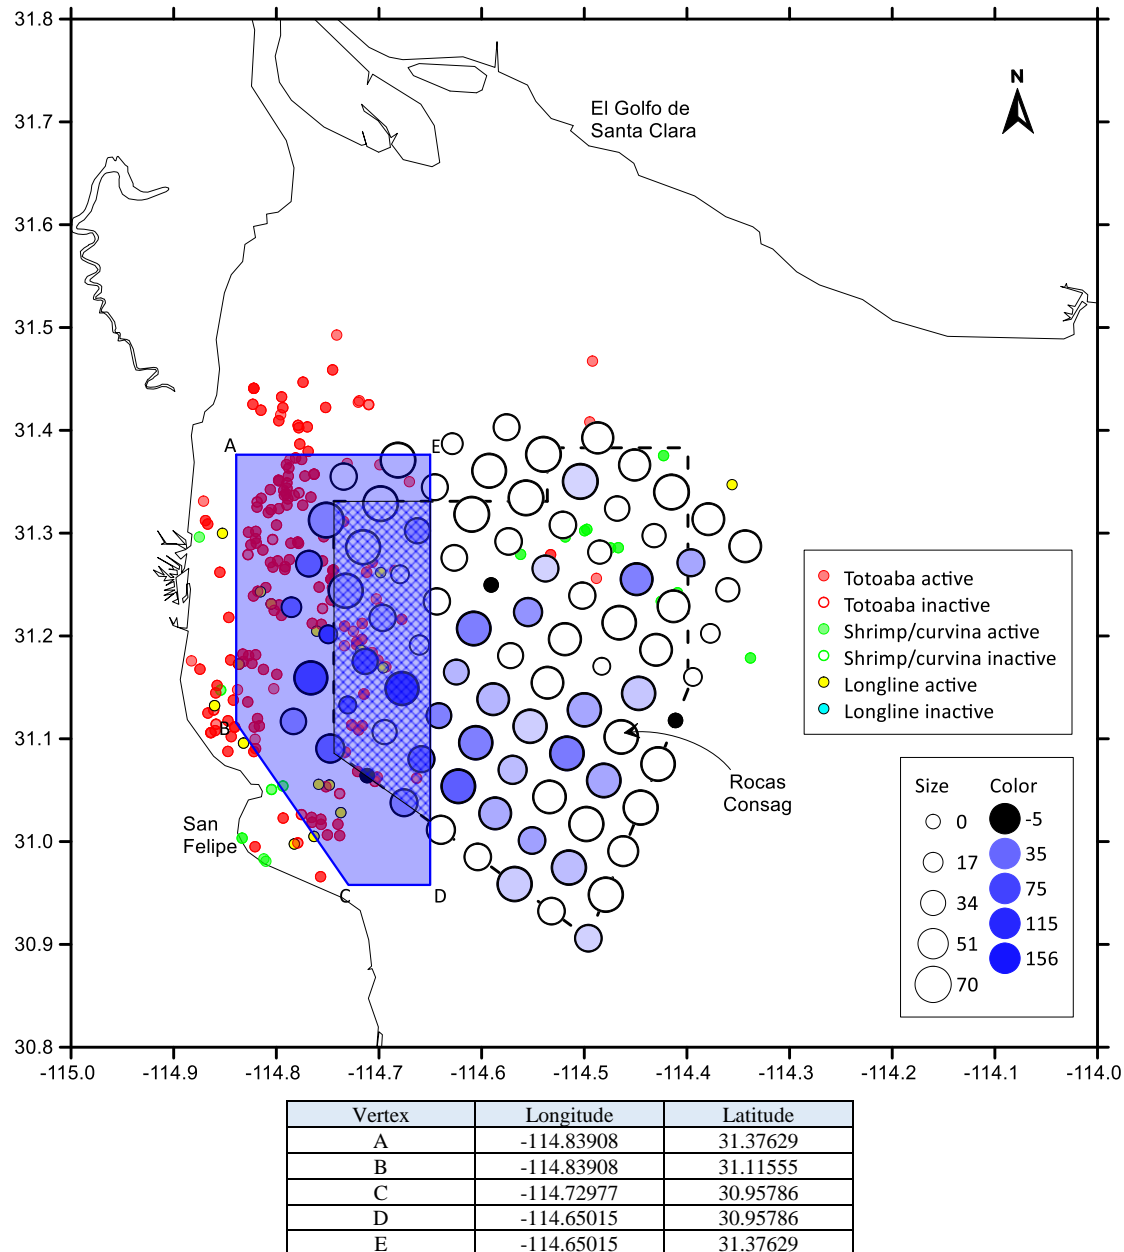 31.8
31.7
31.6
31.5
31.4
31.3
31.2
31.1
31.0
30.9
30.8
-115.0 -114.9 -114.8 -114.7 -114.6 -114.5 -114.4 -114.3 -114.2 -114.1 -114.0
N
El Golfo de
Santa Clara
A
E
B
C
D
San
Felipe
Rocas
Consag
Totoaba active
Totoaba inactive
Shrimp/curvina active
Shrimp/curvina inactive
Longline active
Longline inactive
Size Color
0 -5
17 35
34 75
51 115
70 156
Vertex Longitude Latitude
A -114.83908 31.37629
B -114.83908 31.11555
C -114.72977 30.95786
D -114.65015 30.95786
E -114.65015 31.37629